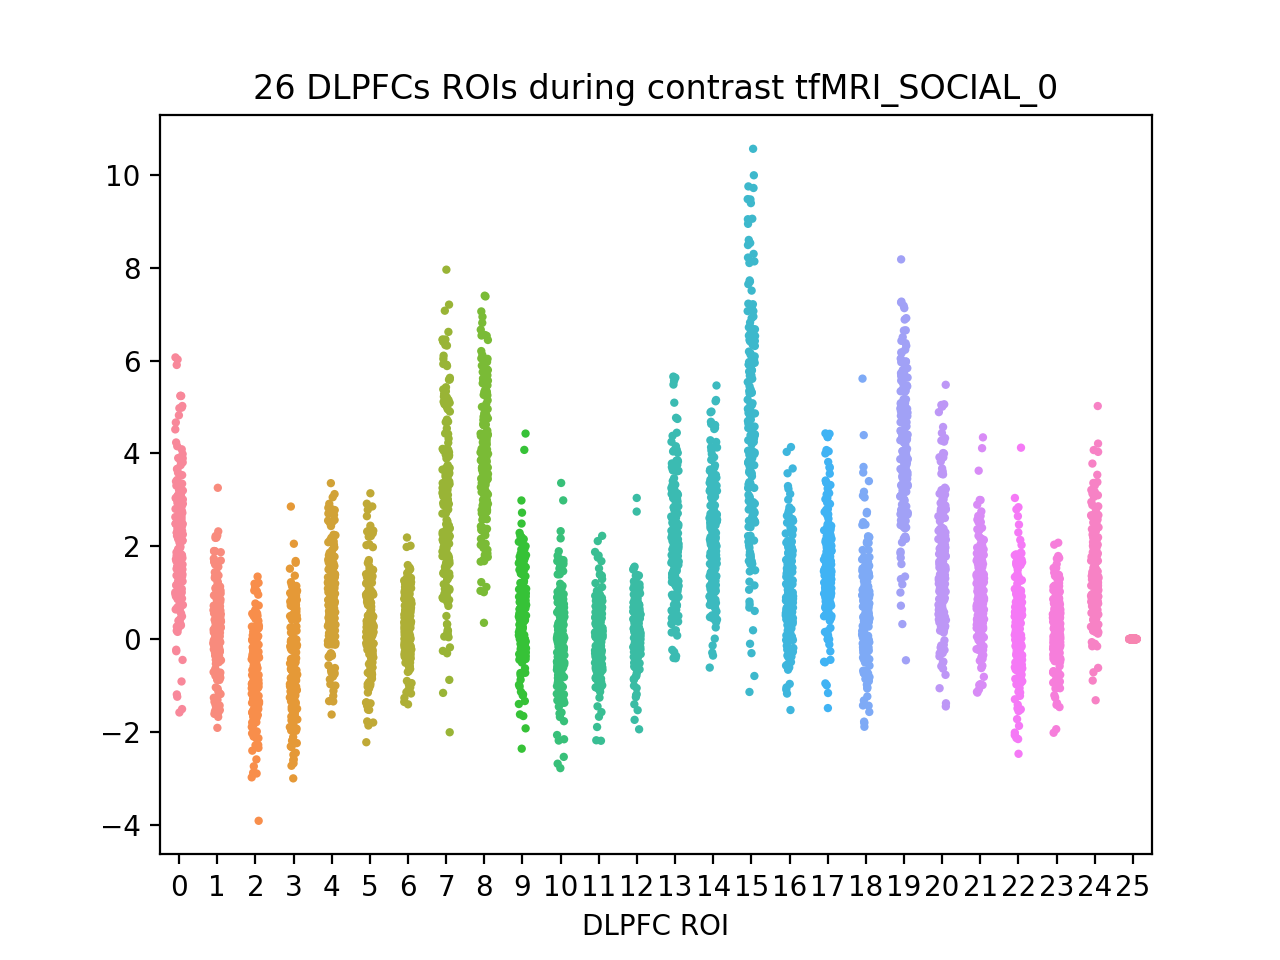 26 DLPFCs ROIs during contrast tfMRI_SOCIAL_0
10
8
6
4
2
0
−2
−4
0 1 2 3 4 5 6 7 8 9 10 11 12 13 14 15 16 17 18 19 20 21 22 23 24 25
DLPFC ROI